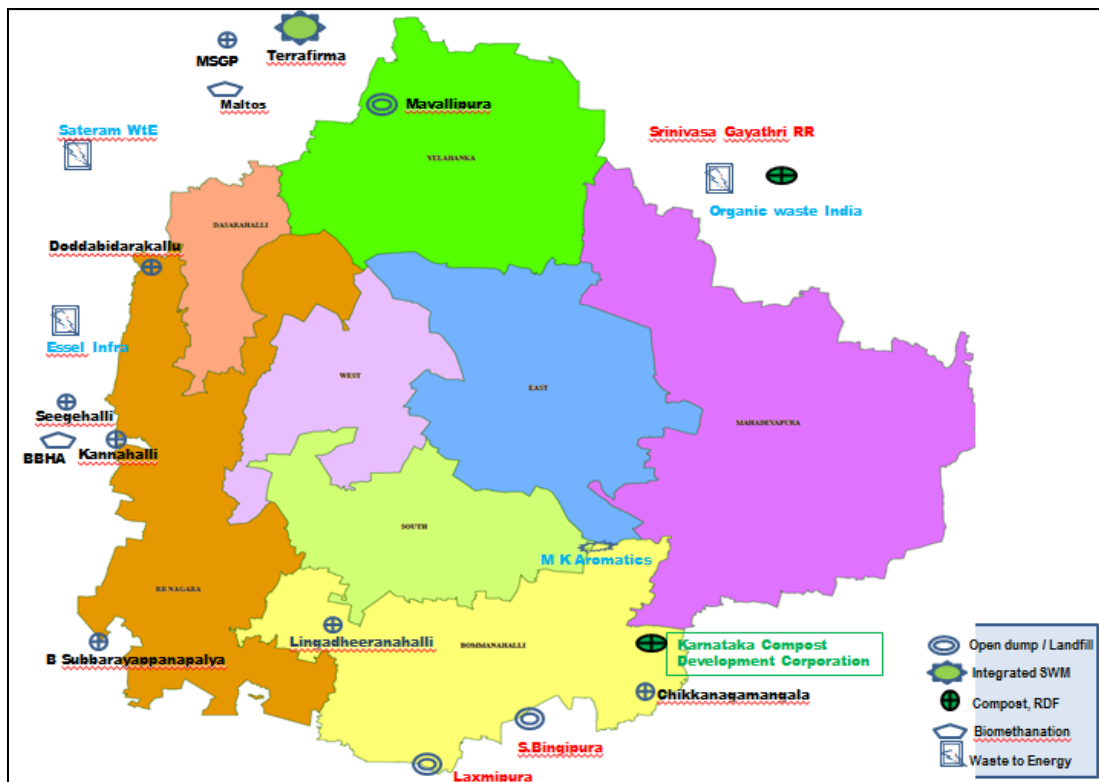 MSGP
Terrafirma
Maltos
Mavallipura
Sateram WtE
Srinivasa Gayathri RR
YELAHANKA
Organic waste India
DASARAHALLI
Doddabidarakallu
Essel Infra
WEST
EAST
Seegehalli
MAHADEVAPURA
BBHA
Kannahalli
SOUTH
M K Aromatics
RR NAGARA
Lingadheeranahalli
BOMMANAHALLI
B Subbarayappanapalya
Karnataka Compost
Development Corporation
Chikkanagamangala
S.Bingipura
Laxmipura
Open dump / Landfill
Integrated SWM
Compost, RDF
Biomethanation
Waste to Energy